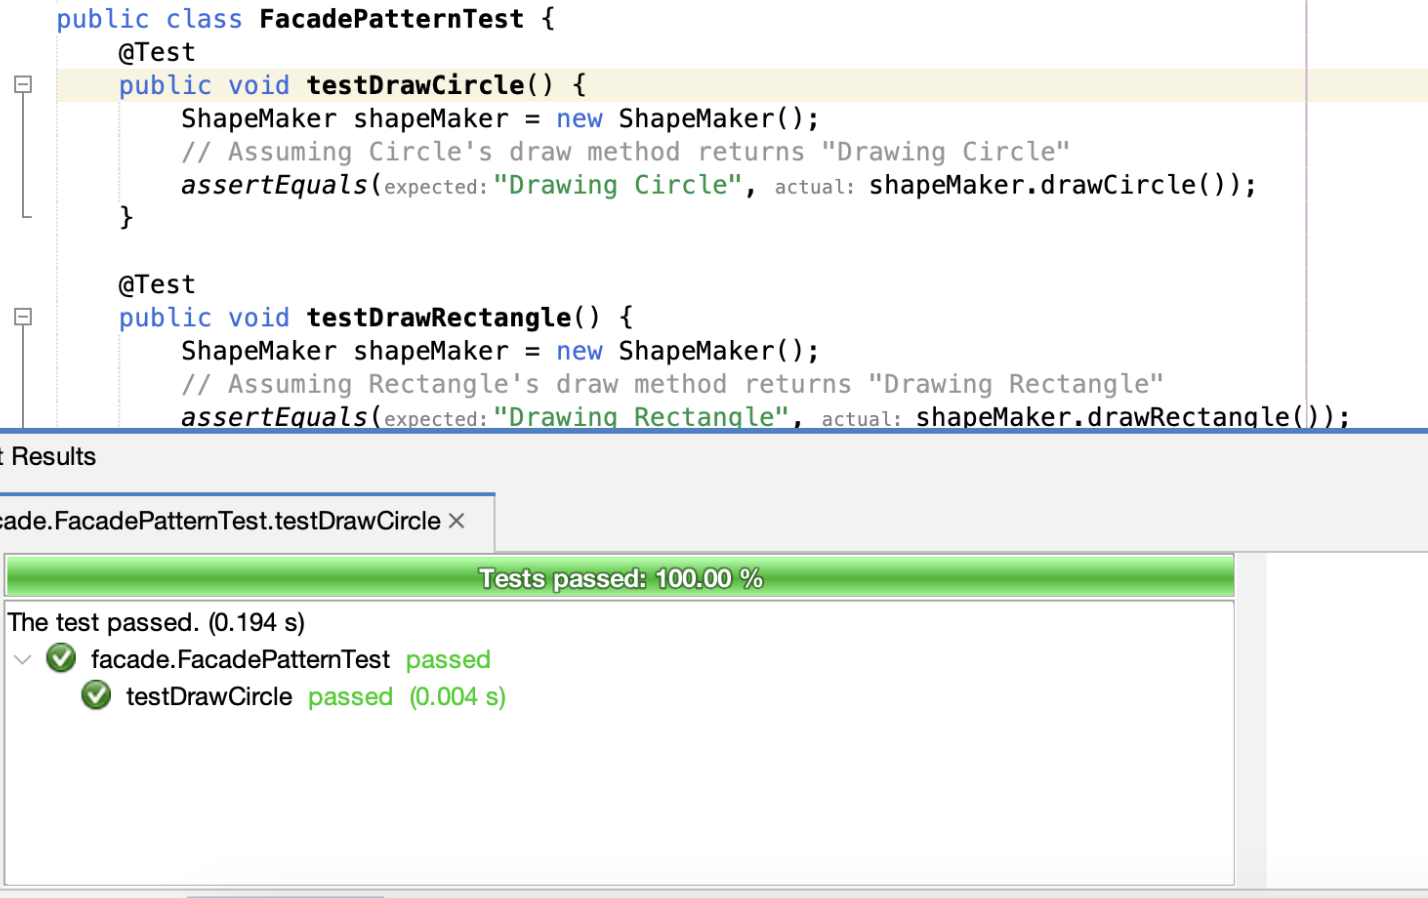 public class FacadePatternTest {
@Test
public void testDrawCircle() {
ShapeMaker shapeMaker = new ShapeMaker();
// Assuming Circle's draw method returns "Drawing Circle"
assertEquals(expected: "Drawing Circle", actual: shapeMaker.drawCircle());
}
@Test
public void testDrawRectangle() {
ShapeMaker shapeMaker = new ShapeMaker();
// Assuming Rectangle's draw method returns "Drawing Rectangle"
assertEquals(expected: "Drawing Rectangle", actual: shapeMaker.drawRectangle());
t Results
cade.FacadePatternTest.testDrawCircle ×
Tests passed: 100.00 %
The test passed. (0.194 s)
facade.FacadePatternTest passed
testDrawCircle passed (0.004 s)